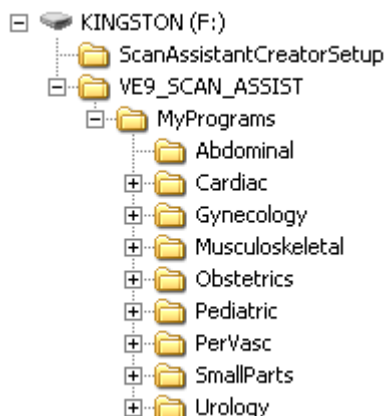 KINGSTON (F:)
ScanAssistantCreatorSetup
VE9_SCAN_ASSIST
MyPrograms
Abdominal
Cardiac
Gynecology
Musculoskeletal
Obstetrics
Pediatric
PerVasc
SmallParts
Urology